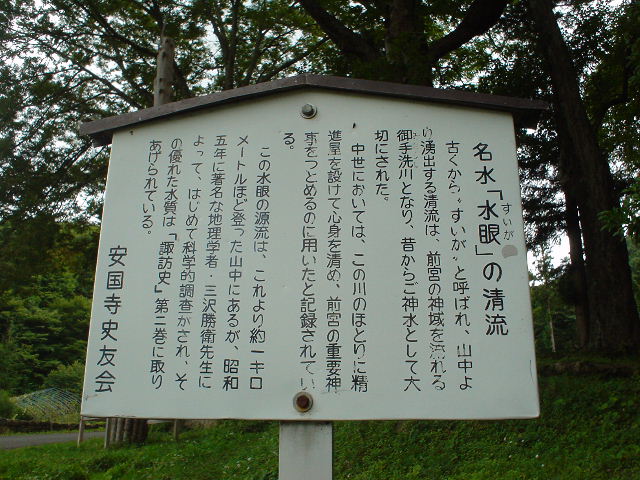 名水「水眼」の清流
すいが
古くから〝すいが〟と呼ばれ、山中よ
り湧出する清流は、前宮の神域を流れる
御手洗川となり、昔からご神水として大
切にされた。
中世においては、この川のほとりに精
進屋を設けて心身を清め、前宮の重要神
事をつとめるのに用いたと記録されてい
る。
この水眼の源流は、これより約一キロ
メートルほど登った山中にあるが、昭和
五年に著名な地理学者・三沢勝衛先生に
よって、はじめて科学的調査がされ、そ
の優れた水質は「諏訪史」第二巻に取り
あげられている。
安国寺史友会